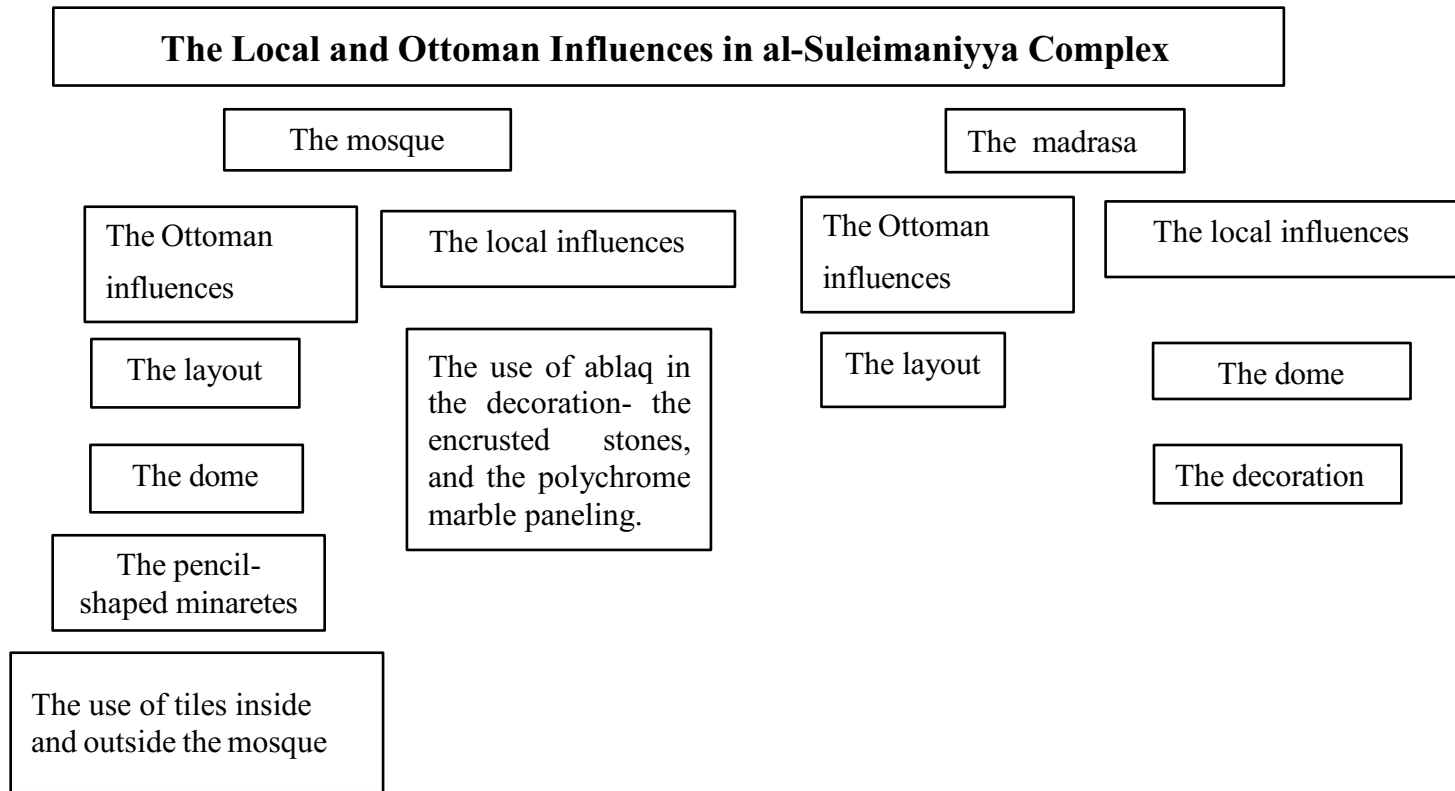 The Local and Ottoman Influences in al-Suleimaniyya Complex
The mosque
The Ottoman
influences
The layout
The dome
The pencil-
shaped minaretes
The use of tiles inside
and outside the mosque
The local influences
The use of ablaq in
the decoration- the
encrusted stones,
and the polychrome
marble paneling.
The madrasa
The Ottoman
influences
The layout
The local influences
The dome
The decoration